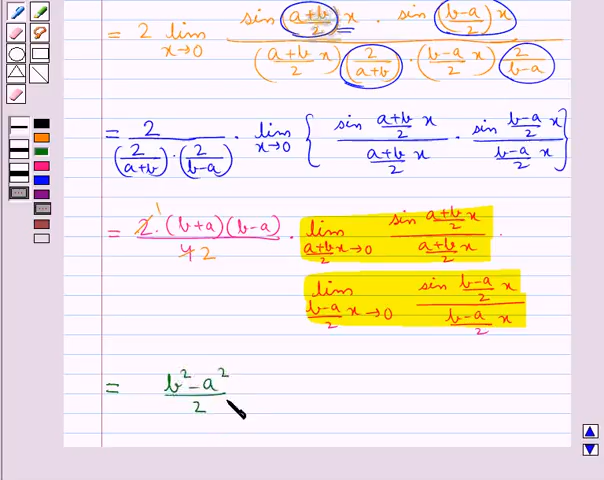 = 2 lim x→0 sin (a+b/2) x · sin (b-a/2) x / (a+b/2 x) (2/a+b) · (b-a/2 x) (2/b-a)
= 2 / (2/a+b) · (2/b-a) · lim x→0 { sin a+b/2 x / a+b/2 x · sin b-a/2 x / b-a/2 x }
= 2 1 · (b+a) (b-a) / 4 2 · lim a+b/2 x→0 sin a+b/2 x / a+b/2 x ·
lim b-a/2 x→0 sin b-a/2 x / b-a/2 x
= b² - a² / 2